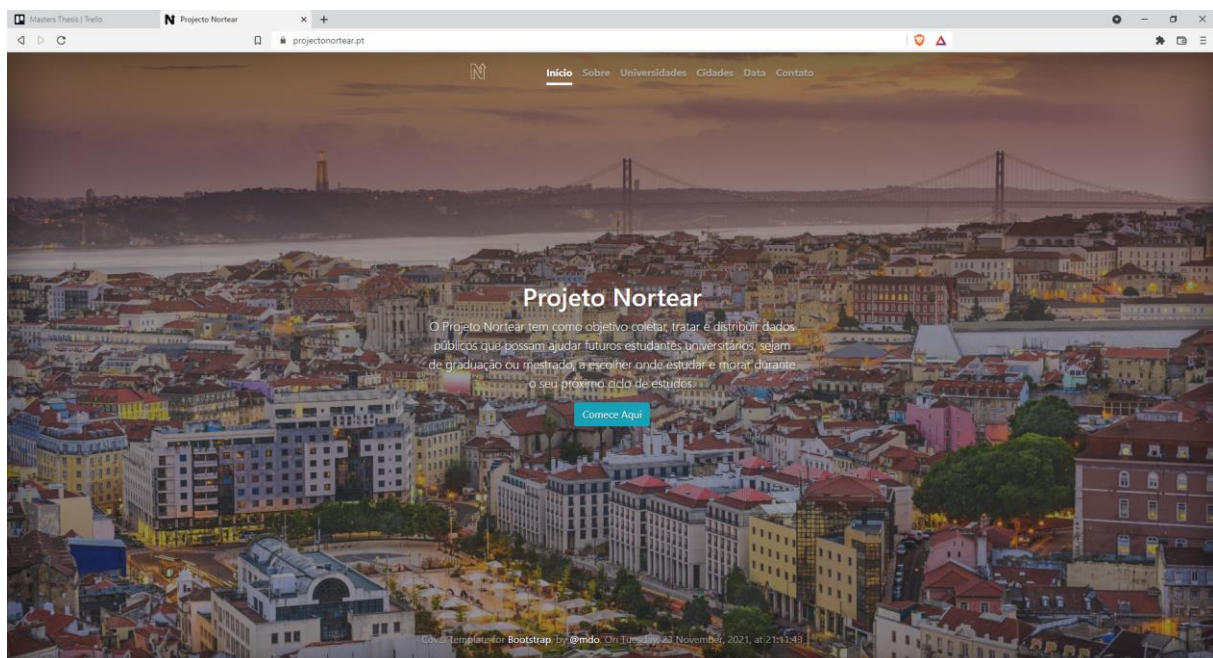 Masters Thesis | Trello
Projecto Nortear
projectonortear.pt
Início Sobre Universidades Cidades Data Contato
Projeto Nortear
O Projeto Nortear tem como objetivo coletar, tratar e distribuir dados
públicos que possam ajudar futuros estudantes universitários, sejam
de graduação ou mestrado, a escolher onde estudar e morar durante
o seu próximo ciclo de estudos.
Comece Aqui
Cover template for Bootstrap, by @mdo. On Tuesday, 23 November, 2021, at 21:11:43